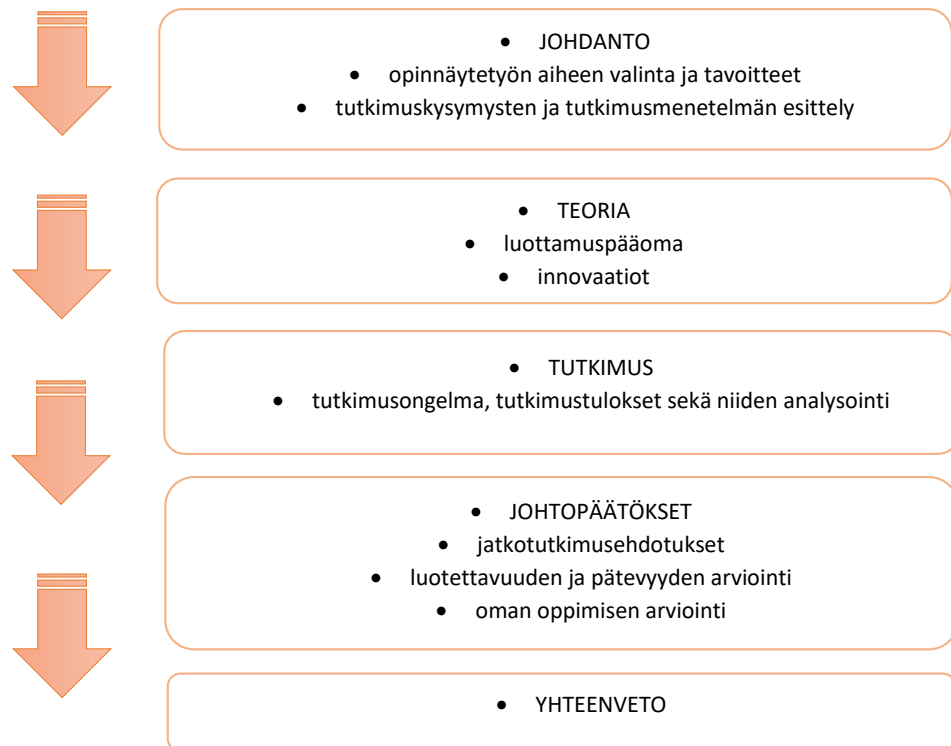 • JOHDANTO
• opinnäytetyön aiheen valinta ja tavoitteet
• tutkimuskysymysten ja tutkimusmenetelmän esittely
• TEORIA
• luottamuspääoma
• innovaatiot
• TUTKIMUS
• tutkimusongelma, tutkimustulokset sekä niiden analysointi
• JOHTOPÄÄTÖKSET
• jatkotutkimusehdotukset
• luotettavuuden ja pätevyyden arviointi
• oman oppimisen arviointi
• YHTEENVETO